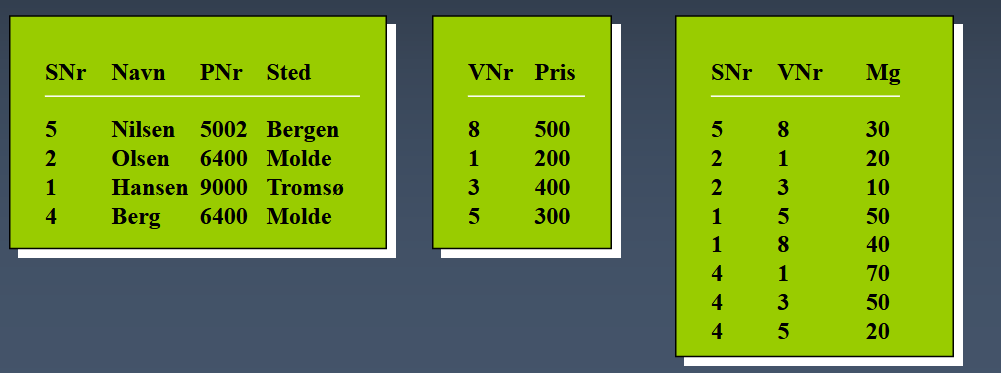 SNr Navn PNr Sted
5 Nilsen 5002 Bergen
2 Olsen 6400 Molde
1 Hansen 9000 Tromsø
4 Berg 6400 Molde
VNr Pris
8 500
1 200
3 400
5 300
SNr VNr Mg
5 8 30
2 1 20
2 3 10
1 5 50
1 8 40
4 1 70
4 3 50
4 5 20